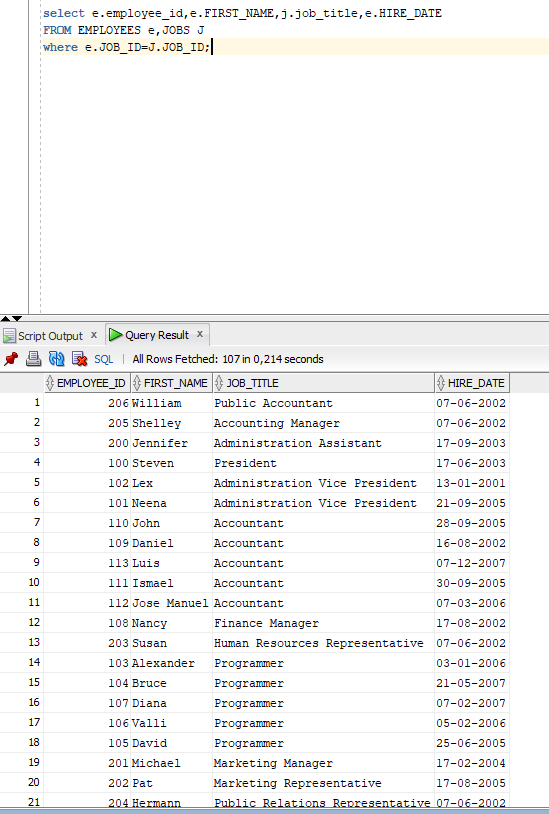 select e.employee_id,e.FIRST_NAME,j.job_title,e.HIRE_DATE
FROM EMPLOYEES e,JOBS J
where e.JOB_ID=J.JOB_ID;
Script Output x Query Result x
SQL | All Rows Fetched: 107 in 0,214 seconds
EMPLOYEE_ID FIRST_NAME JOB_TITLE HIRE_DATE
1 206 William Public Accountant 07-06-2002
2 205 Shelley Accounting Manager 07-06-2002
3 200 Jennifer Administration Assistant 17-09-2003
4 100 Steven President 17-06-2003
5 102 Lex Administration Vice President 13-01-2001
6 101 Neena Administration Vice President 21-09-2005
7 110 John Accountant 28-09-2005
8 109 Daniel Accountant 16-08-2002
9 113 Luis Accountant 07-12-2007
10 111 Ismael Accountant 30-09-2005
11 112 Jose Manuel Accountant 07-03-2006
12 108 Nancy Finance Manager 17-08-2002
13 203 Susan Human Resources Representative 07-06-2002
14 103 Alexander Programmer 03-01-2006
15 104 Bruce Programmer 21-05-2007
16 107 Diana Programmer 07-02-2007
17 106 Valli Programmer 05-02-2006
18 105 David Programmer 25-06-2005
19 201 Michael Marketing Manager 17-02-2004
20 202 Pat Marketing Representative 17-08-2005
21 204 Hermann Public Relations Representative 07-06-2002